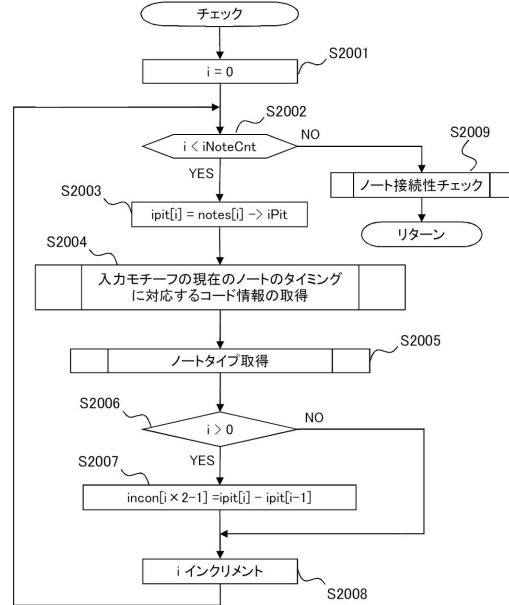 チェック
S2001
i = 0
S2002
i < iNoteCnt
NO
YES
S2009
ノート接続性チェック
リターン
S2003
ipit[i] = notes[i] -> iPit
S2004
入力モチーフの現在のノートのタイミング
に対応するコード情報の取得
S2005
ノートタイプ取得
S2006
i > 0
NO
YES
S2007
incon[i×2-1] =ipit[i] - ipit[i-1]
i インクリメント
S2008